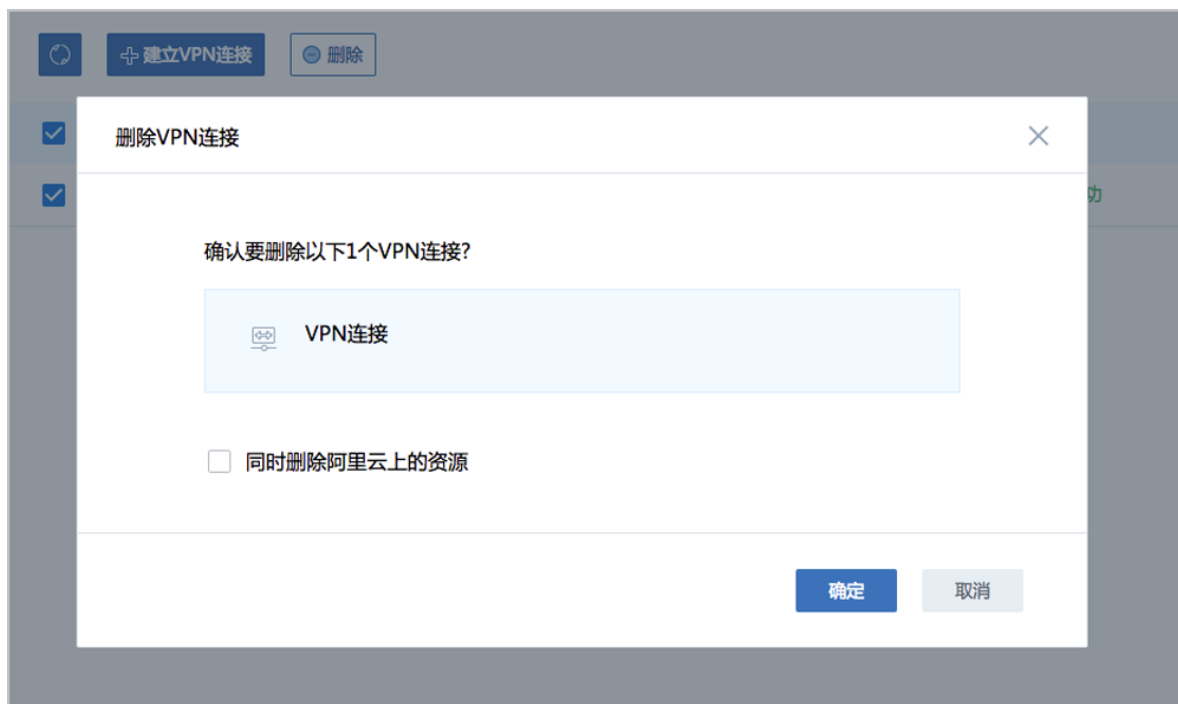 建立VPN连接
删除
删除VPN连接
功
确认要删除以下1个VPN连接?
VPN连接
同时删除阿里云上的资源
确定
取消